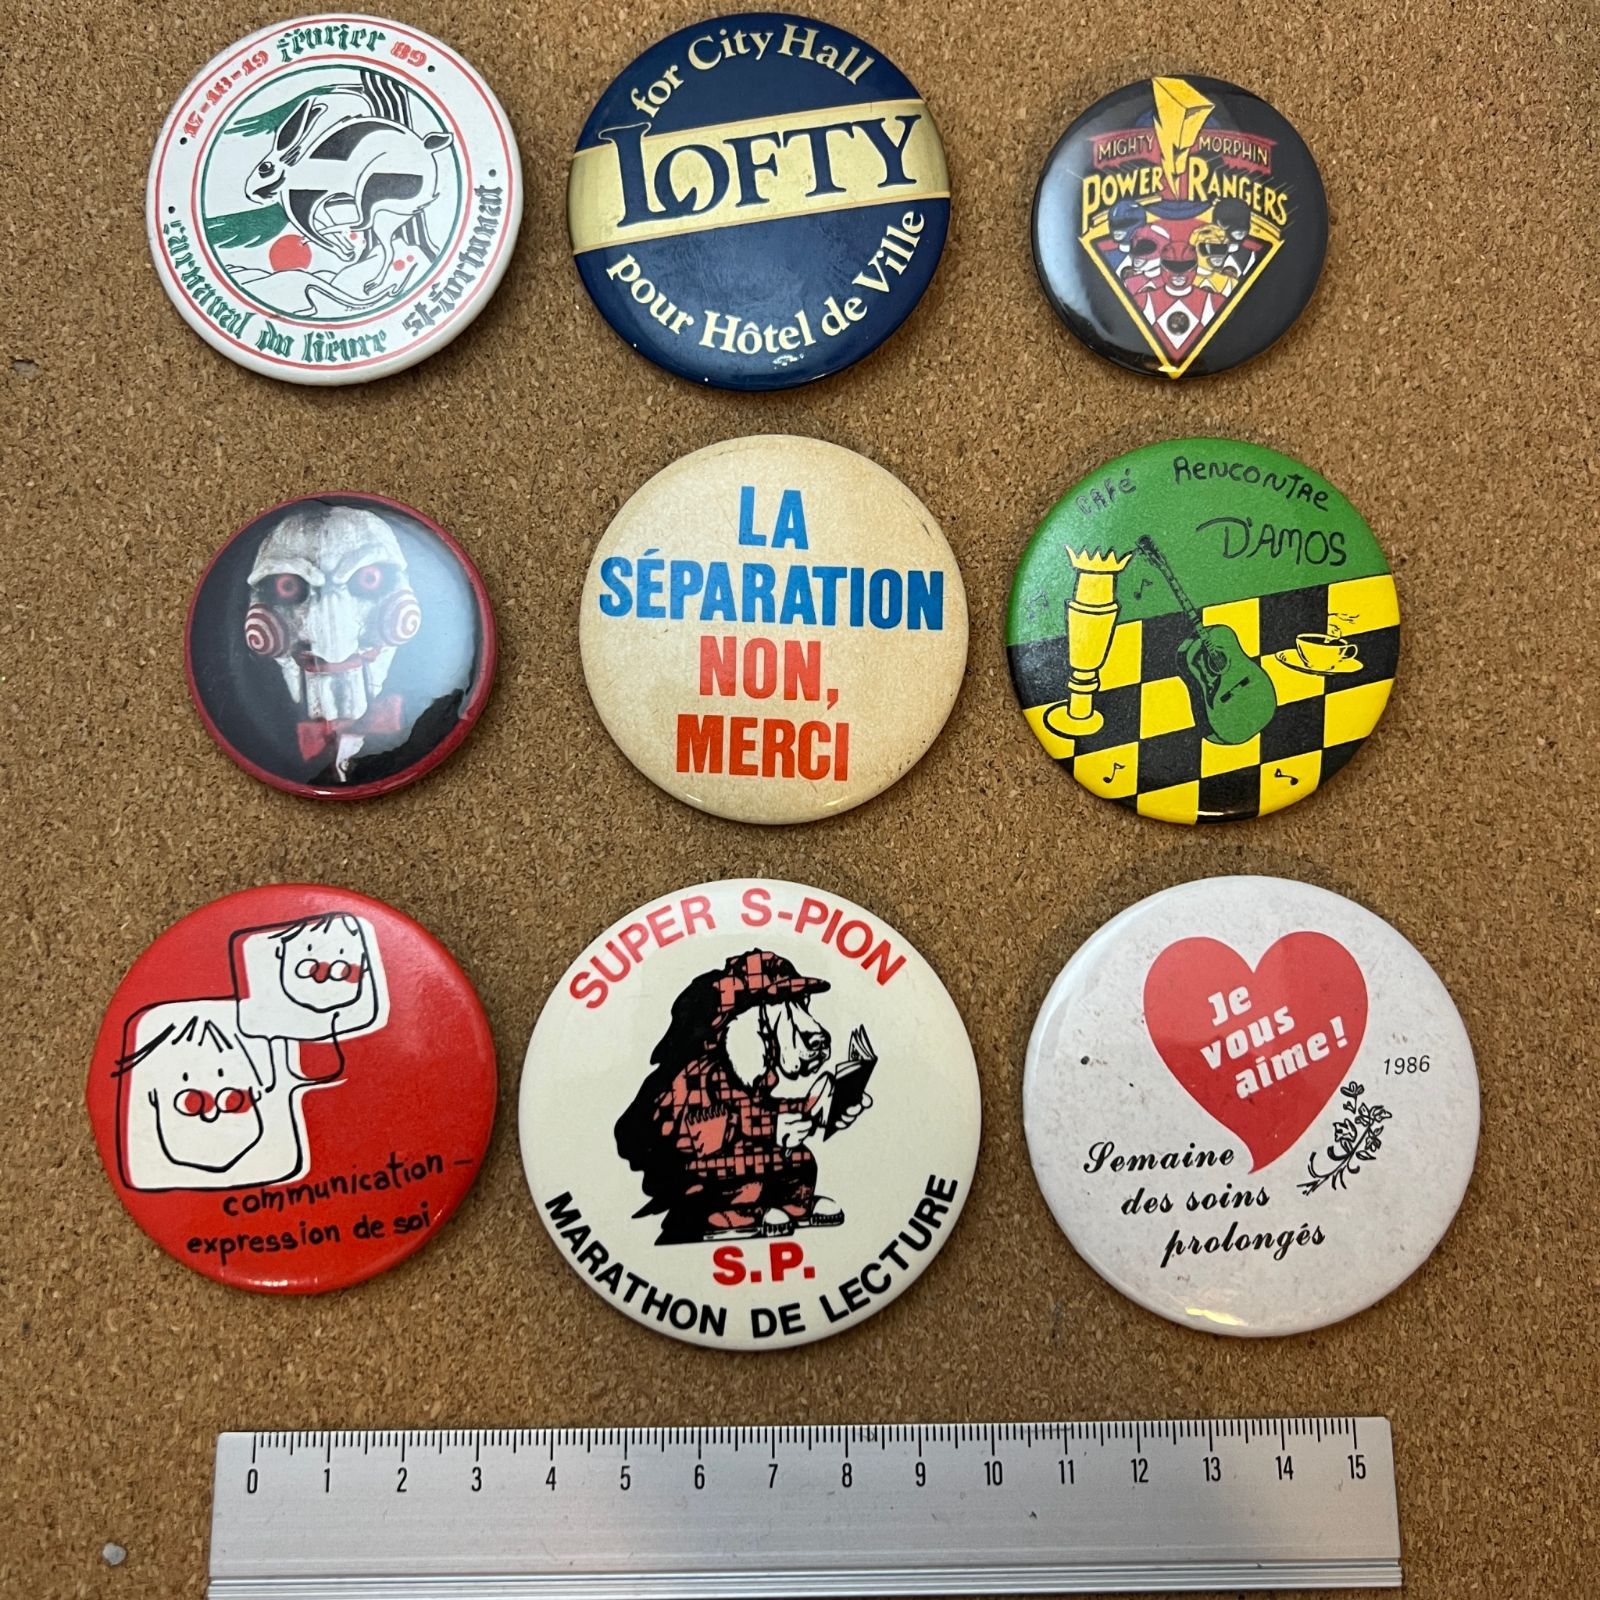 17-18-19 février 89
Carnaval du lièvre St-Fortunat
for City Hall
LOFTY
pour Hôtel de Ville
MIGHTY MORPHIN
POWER RANGERS
LA
SÉPARATION
NON,
MERCI
CAFÉ RENCONTRE
D'AMOS
communication -
expression de soi
SUPER S-PION
S.P.
MARATHON DE LECTURE
Je
vous
aime!
1986
Semaine
des soins
prolongés
0 1 2 3 4 5 6 7 8 9 10 11 12 13 14 15